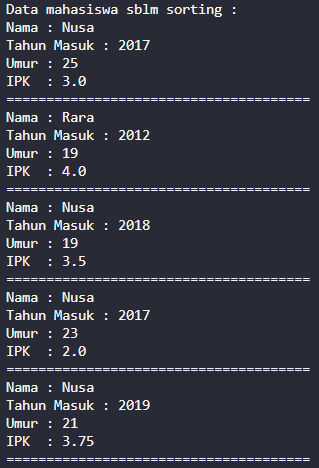 Data mahasiswa sblm sorting :
Nama : Nusa
Tahun Masuk : 2017
Umur : 25
IPK  : 3.0
======================================
Nama : Rara
Tahun Masuk : 2012
Umur : 19
IPK  : 4.0
======================================
Nama : Nusa
Tahun Masuk : 2018
Umur : 19
IPK  : 3.5
======================================
Nama : Nusa
Tahun Masuk : 2017
Umur : 23
IPK  : 2.0
======================================
Nama : Nusa
Tahun Masuk : 2019
Umur : 21
IPK  : 3.75
======================================